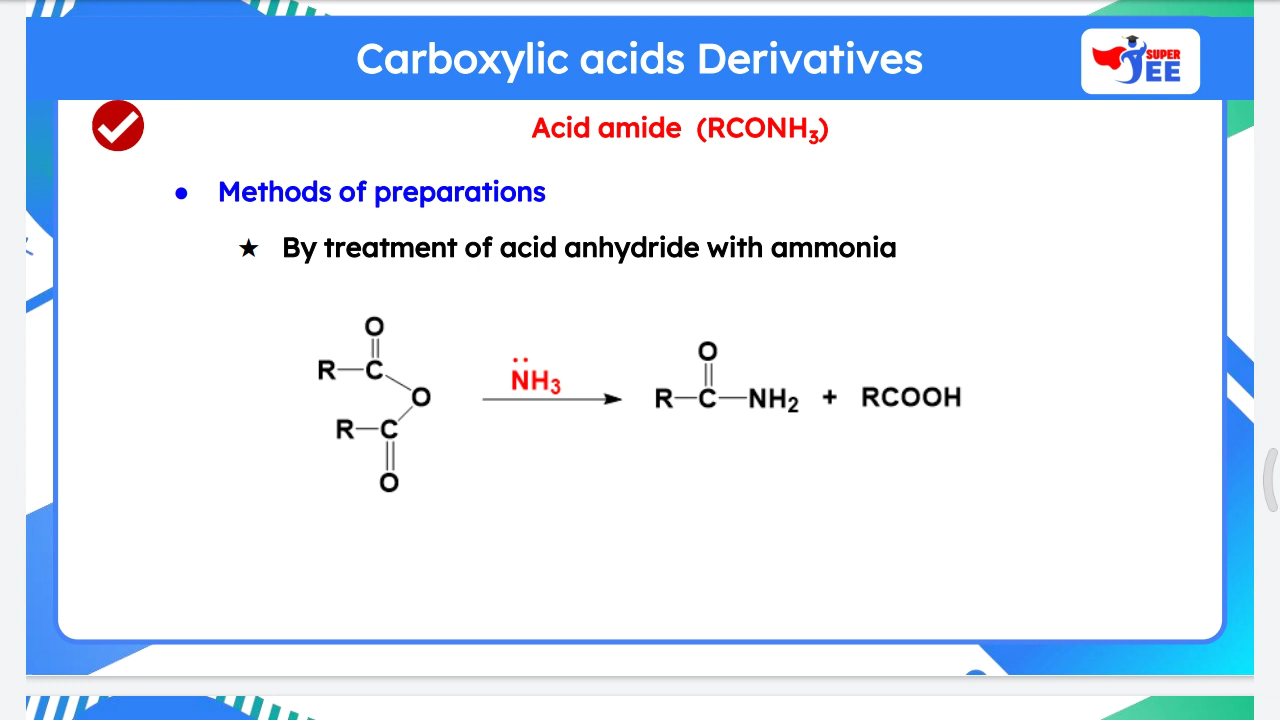 Carboxylic acids Derivatives
SUPER
JEE
Acid amide (RCONH₃)
● Methods of preparations
★ By treatment of acid anhydride with ammonia
O
R—C
O
R—C
O
N̈H₃
O
R—C—NH₂ + RCOOH